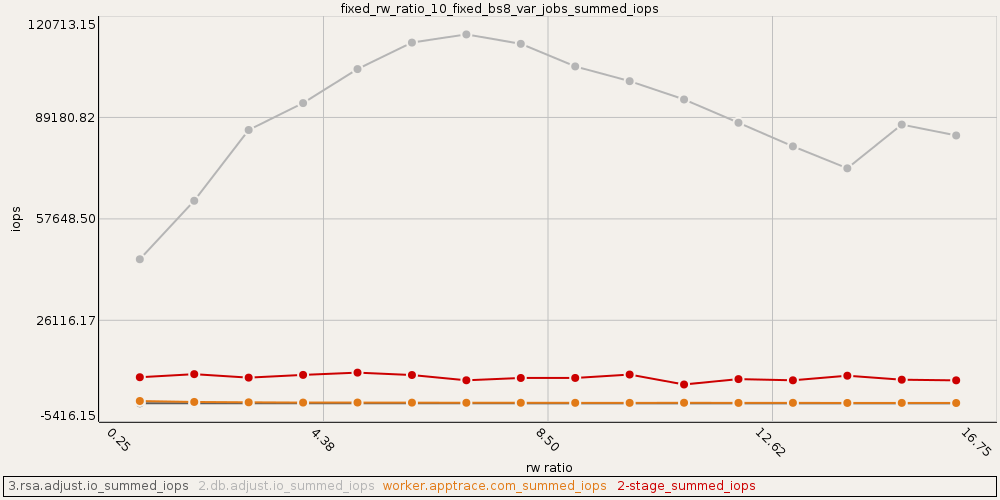 fixed_rw_ratio_10_fixed_bs8_var_jobs_summed_iops
120713.15
89180.82
57648.50
26116.17
-5416.15
iops
0.25 4.38 8.50 12.62 16.75
rw ratio
3.rsa.adjust.io_summed_iops 2.db.adjust.io_summed_iops worker.apptrace.com_summed_iops 2-stage_summed_iops